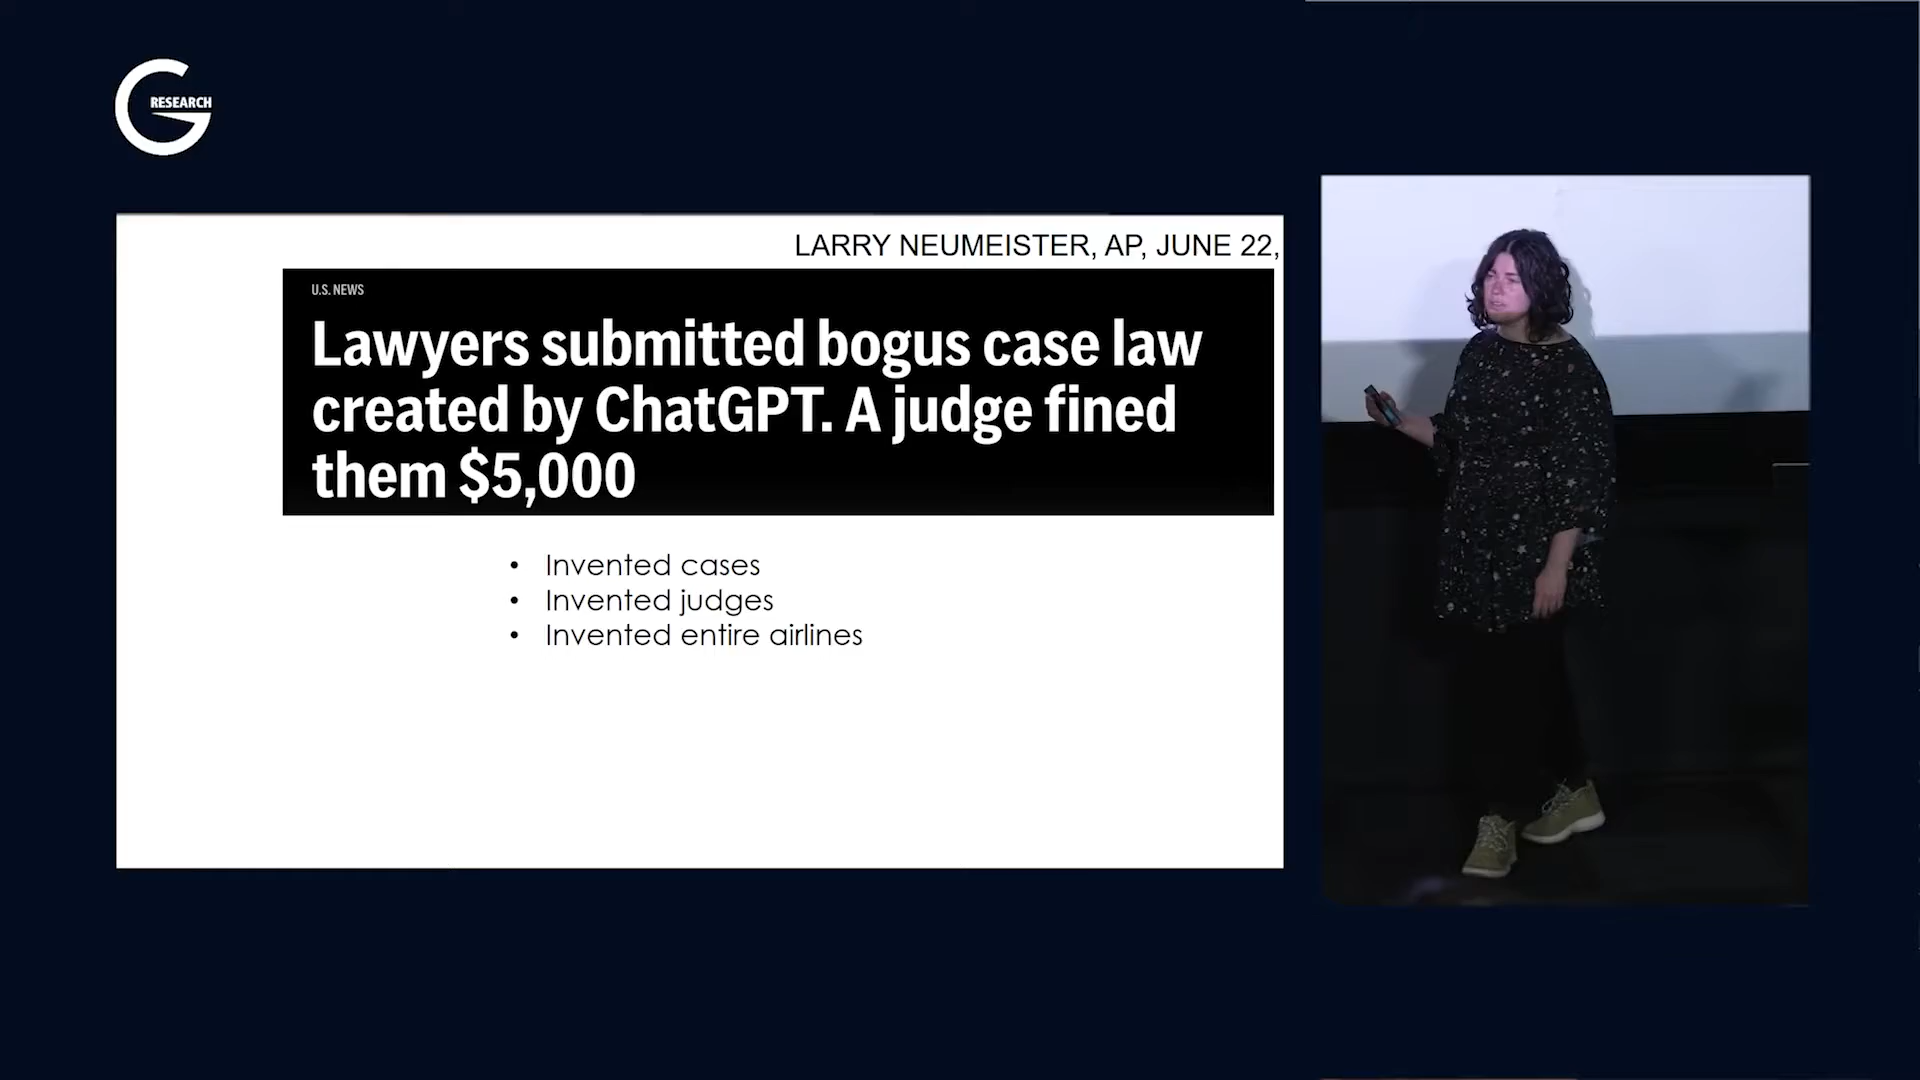 RESEARCH
LARRY NEUMEISTER, AP, JUNE 22,
U.S. NEWS
Lawyers submitted bogus case law
created by ChatGPT. A judge fined
them $5,000
• Invented cases
• Invented judges
• Invented entire airlines